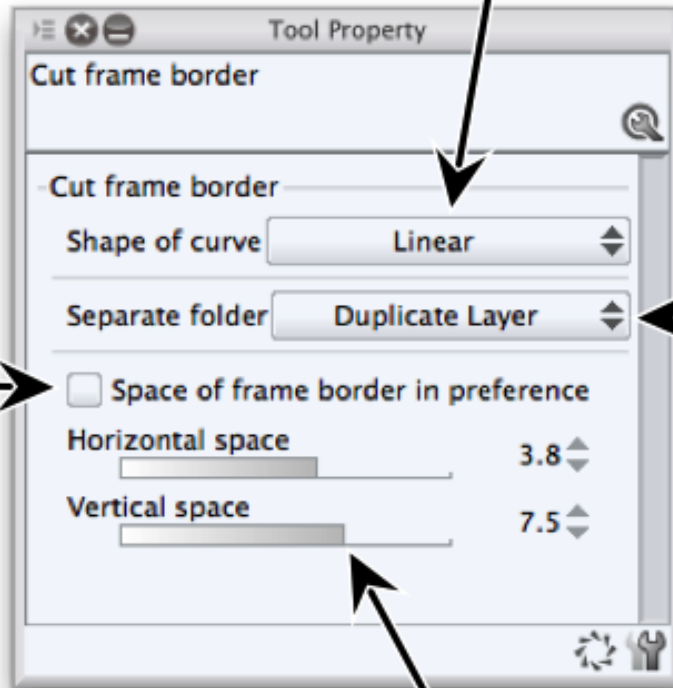 Tool Property
Cut frame border
Cut frame border
Shape of curve Linear
Separate folder Duplicate Layer
Space of frame border in preference
Horizontal space 3.8
Vertical space 7.5